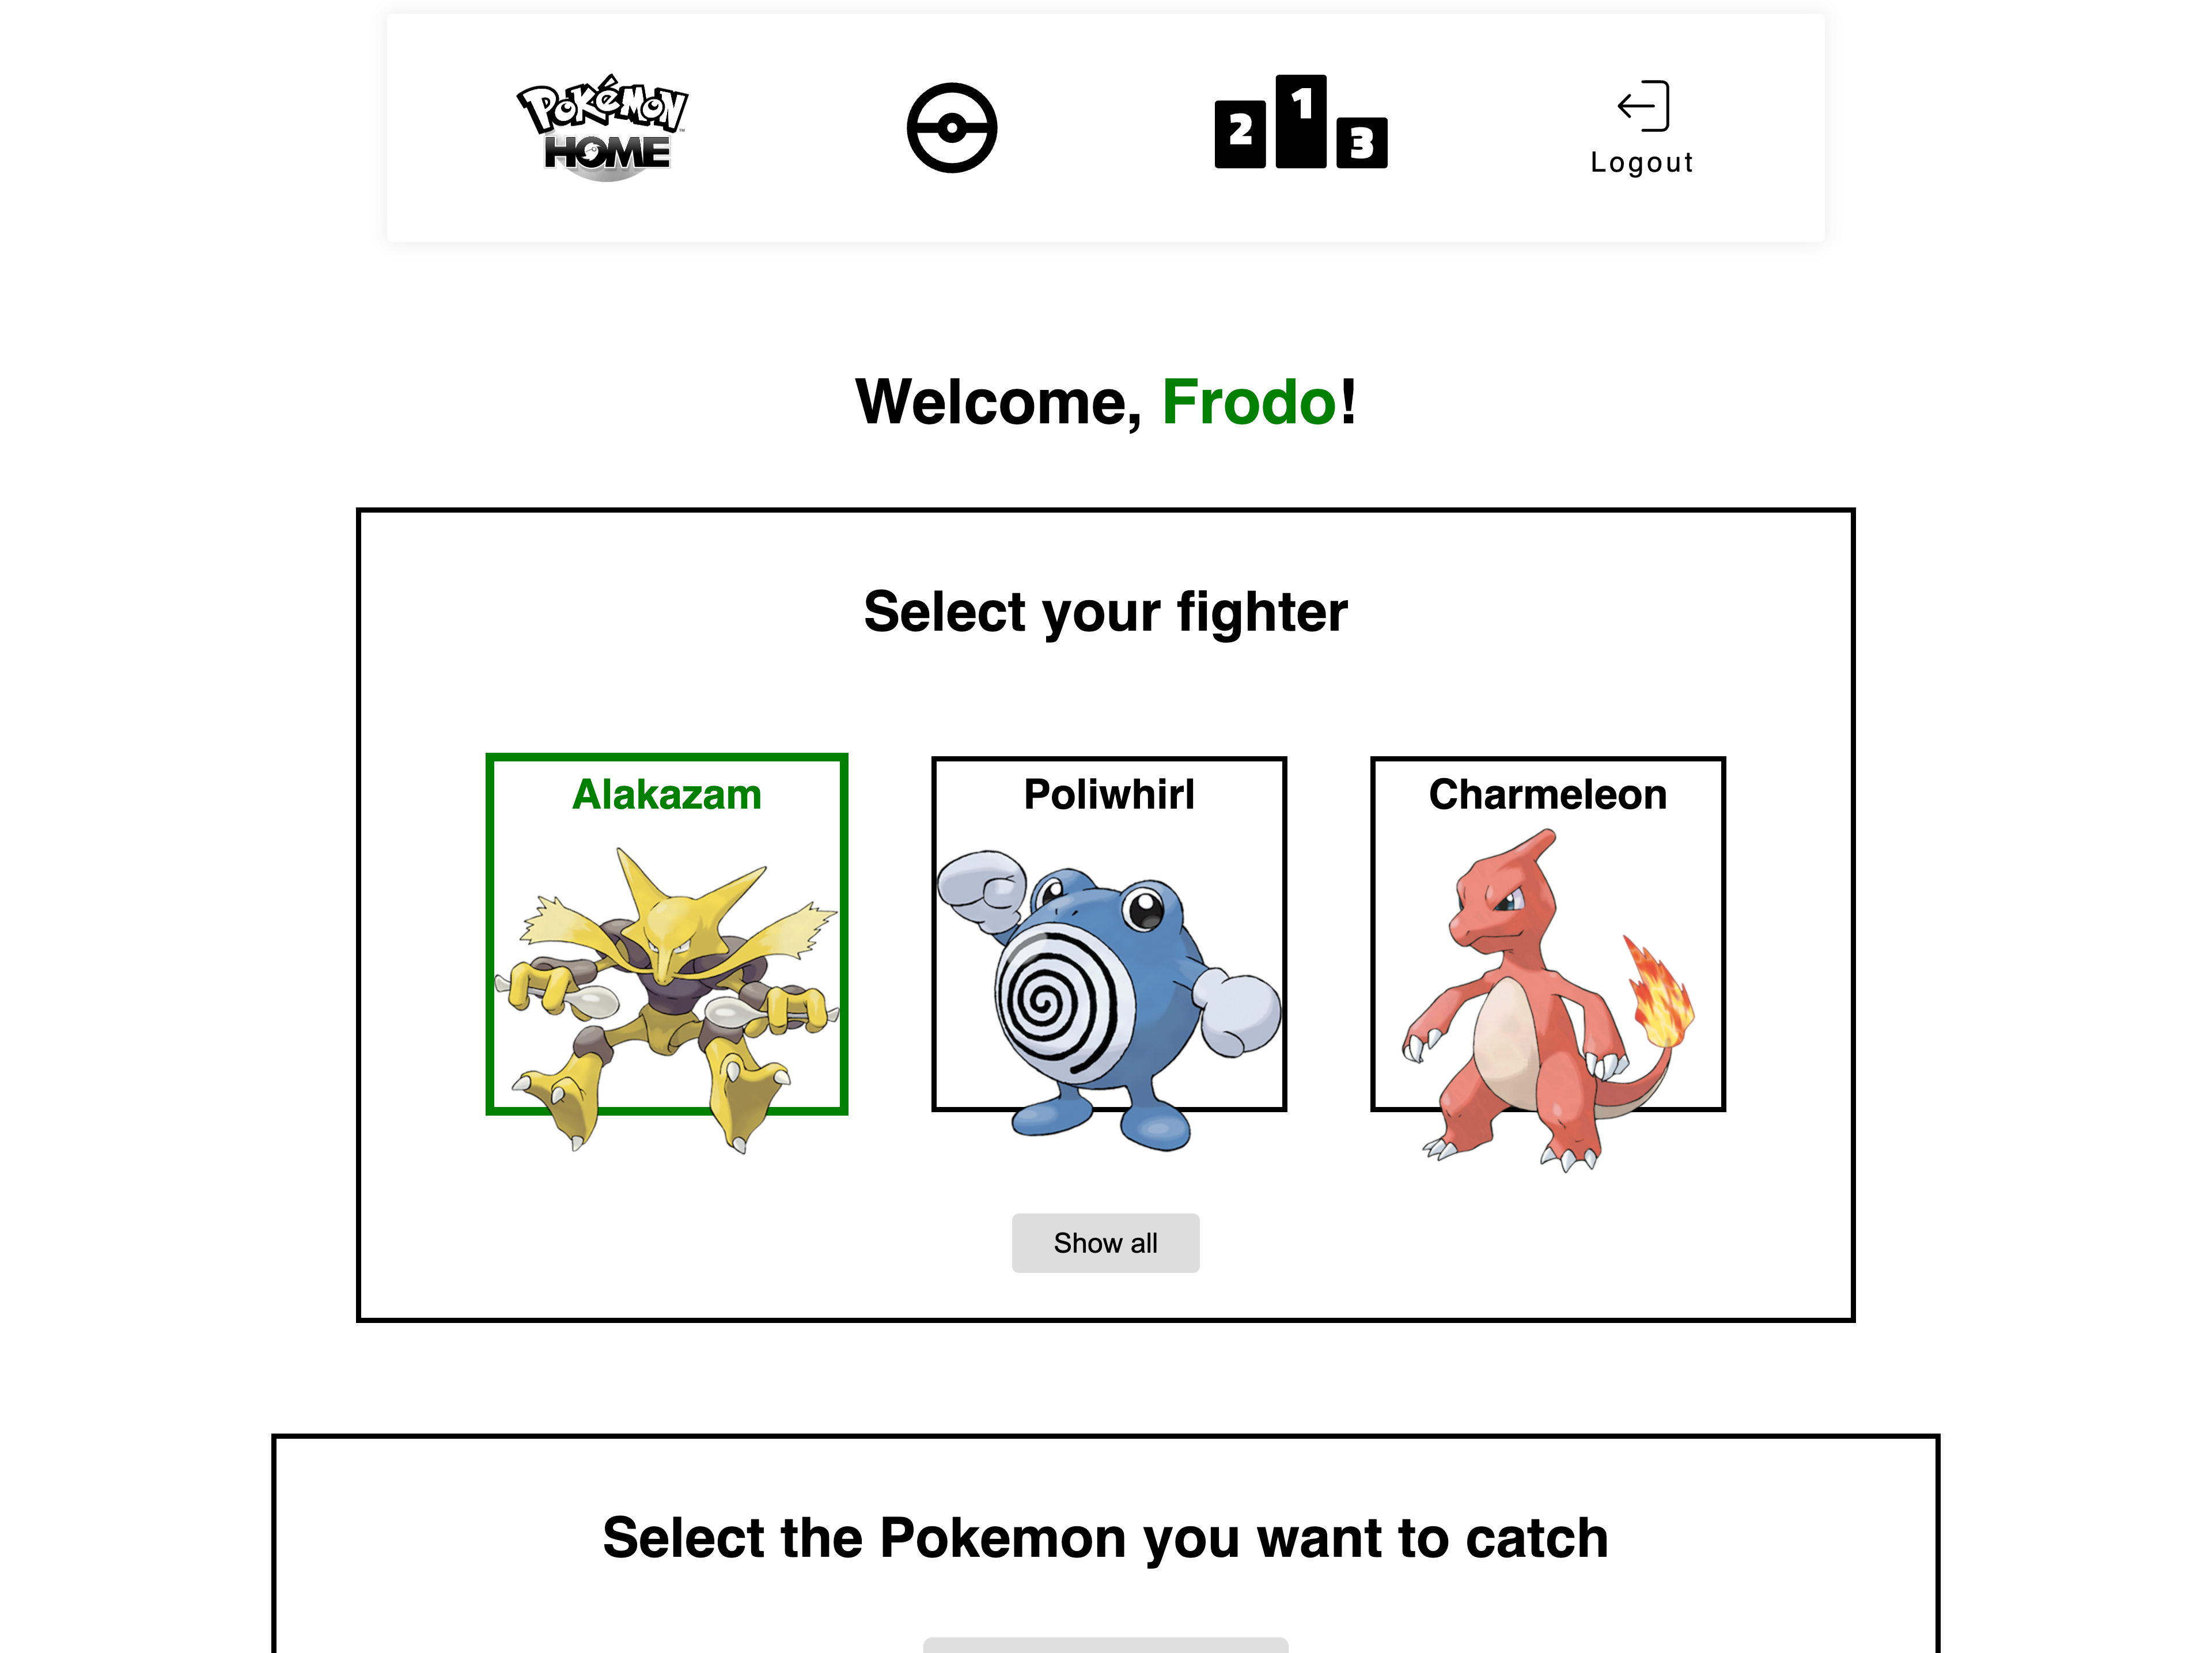 Pokémon
HOME
2 1 3
Logout
Welcome, Frodo!
Select your fighter
Alakazam Poliwhirl Charmeleon
Show all
Select the Pokemon you want to catch